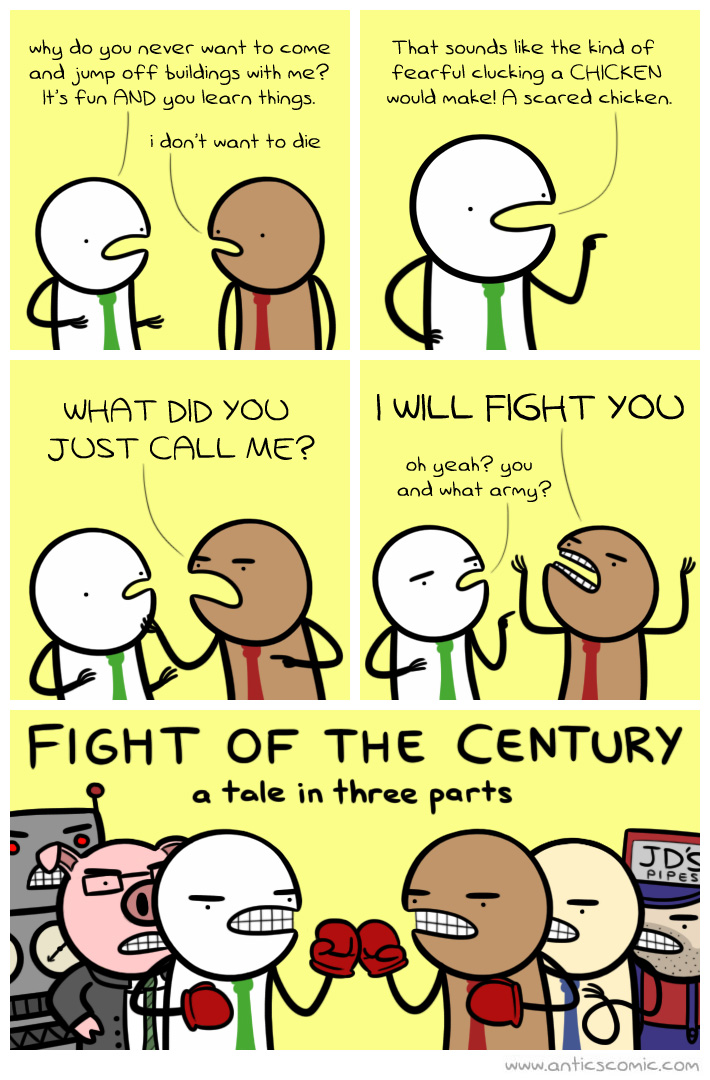 why do you never want to come
and jump off buildings with me?
It's fun AND you learn things.
i don't want to die
That sounds like the kind of
fearful clucking a CHICKEN
would make! A scared chicken.
WHAT DID YOU
JUST CALL ME?
I WILL FIGHT YOU
oh yeah? you
and what army?
FIGHT OF THE CENTURY
a tale in three parts
JD'S
PIPES
www.anticscomic.com